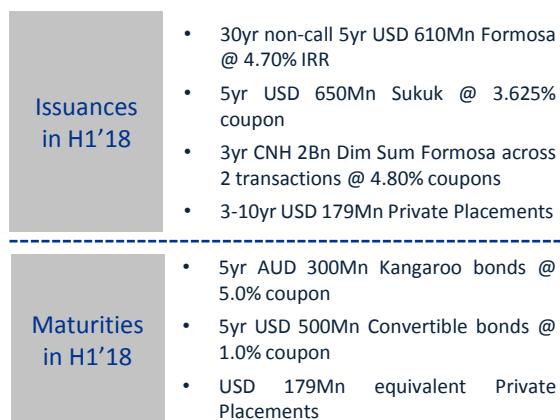 Issuances
in H1'18
• 30yr non-call 5yr USD 610Mn Formosa
@ 4.70% IRR
• 5yr USD 650Mn Sukuk @ 3.625%
coupon
• 3yr CNH 2Bn Dim Sum Formosa across
2 transactions @ 4.80% coupons
• 3-10yr USD 179Mn Private Placements
Maturities
in H1'18
• 5yr AUD 300Mn Kangaroo bonds @
5.0% coupon
• 5yr USD 500Mn Convertible bonds @
1.0% coupon
• USD 179Mn equivalent Private
Placements